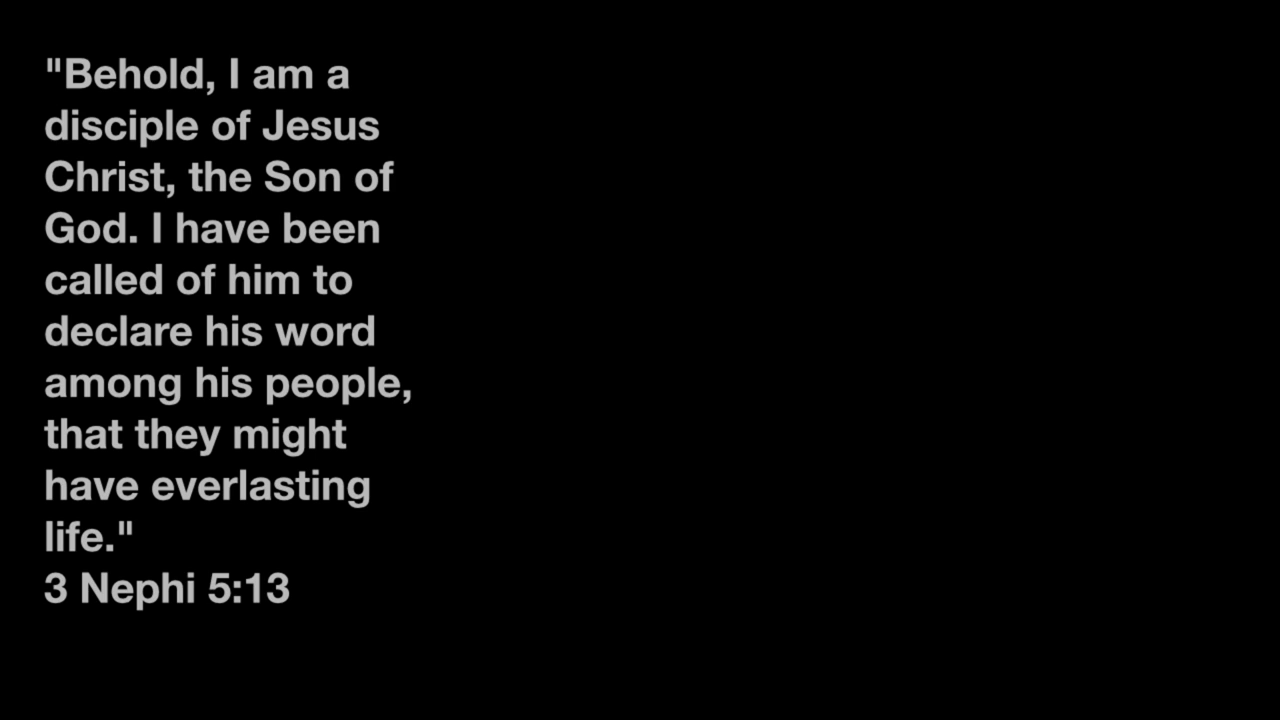 "Behold, I am a
disciple of Jesus
Christ, the Son of
God. I have been
called of him to
declare his word
among his people,
that they might
have everlasting
life."
3 Nephi 5:13